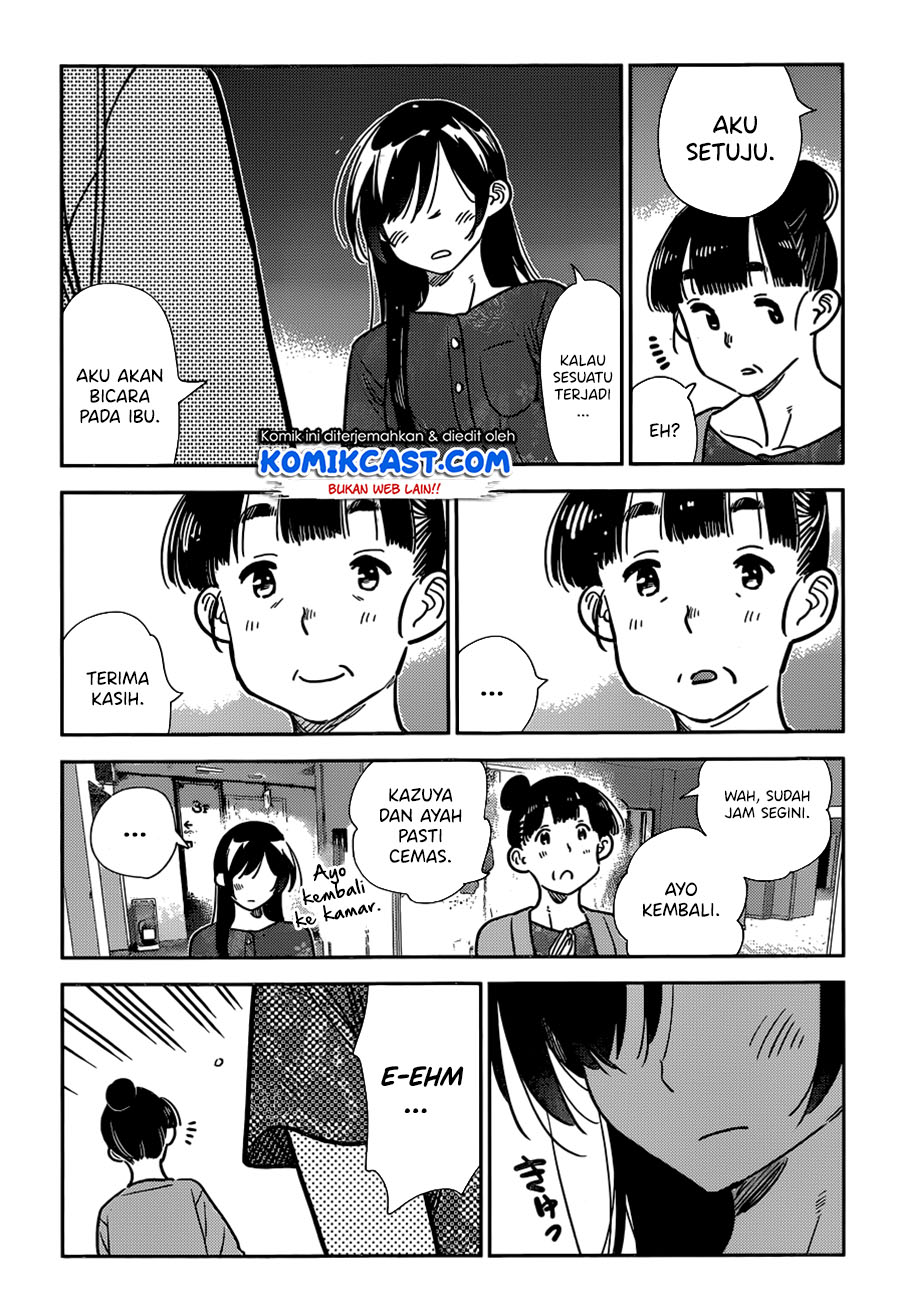 AKU
SETUJU.
EH?
KALAU
SESUATU
TERJADI
...
AKU AKAN
BICARA
PADA IBU.
Komik ini diterjemahkan & diedit oleh
KOMIKCAST.COM
BUKAN WEB LAIN!!
...
TERIMA
KASIH.
WAH, SUDAH
JAM SEGINI.
AYO
KEMBALI.
KAZUYA
DAN AYAH
PASTI
CEMAS.
Ayo
kembali
ke kamar.
3F
←
...
きゅっ
E-EHM
...